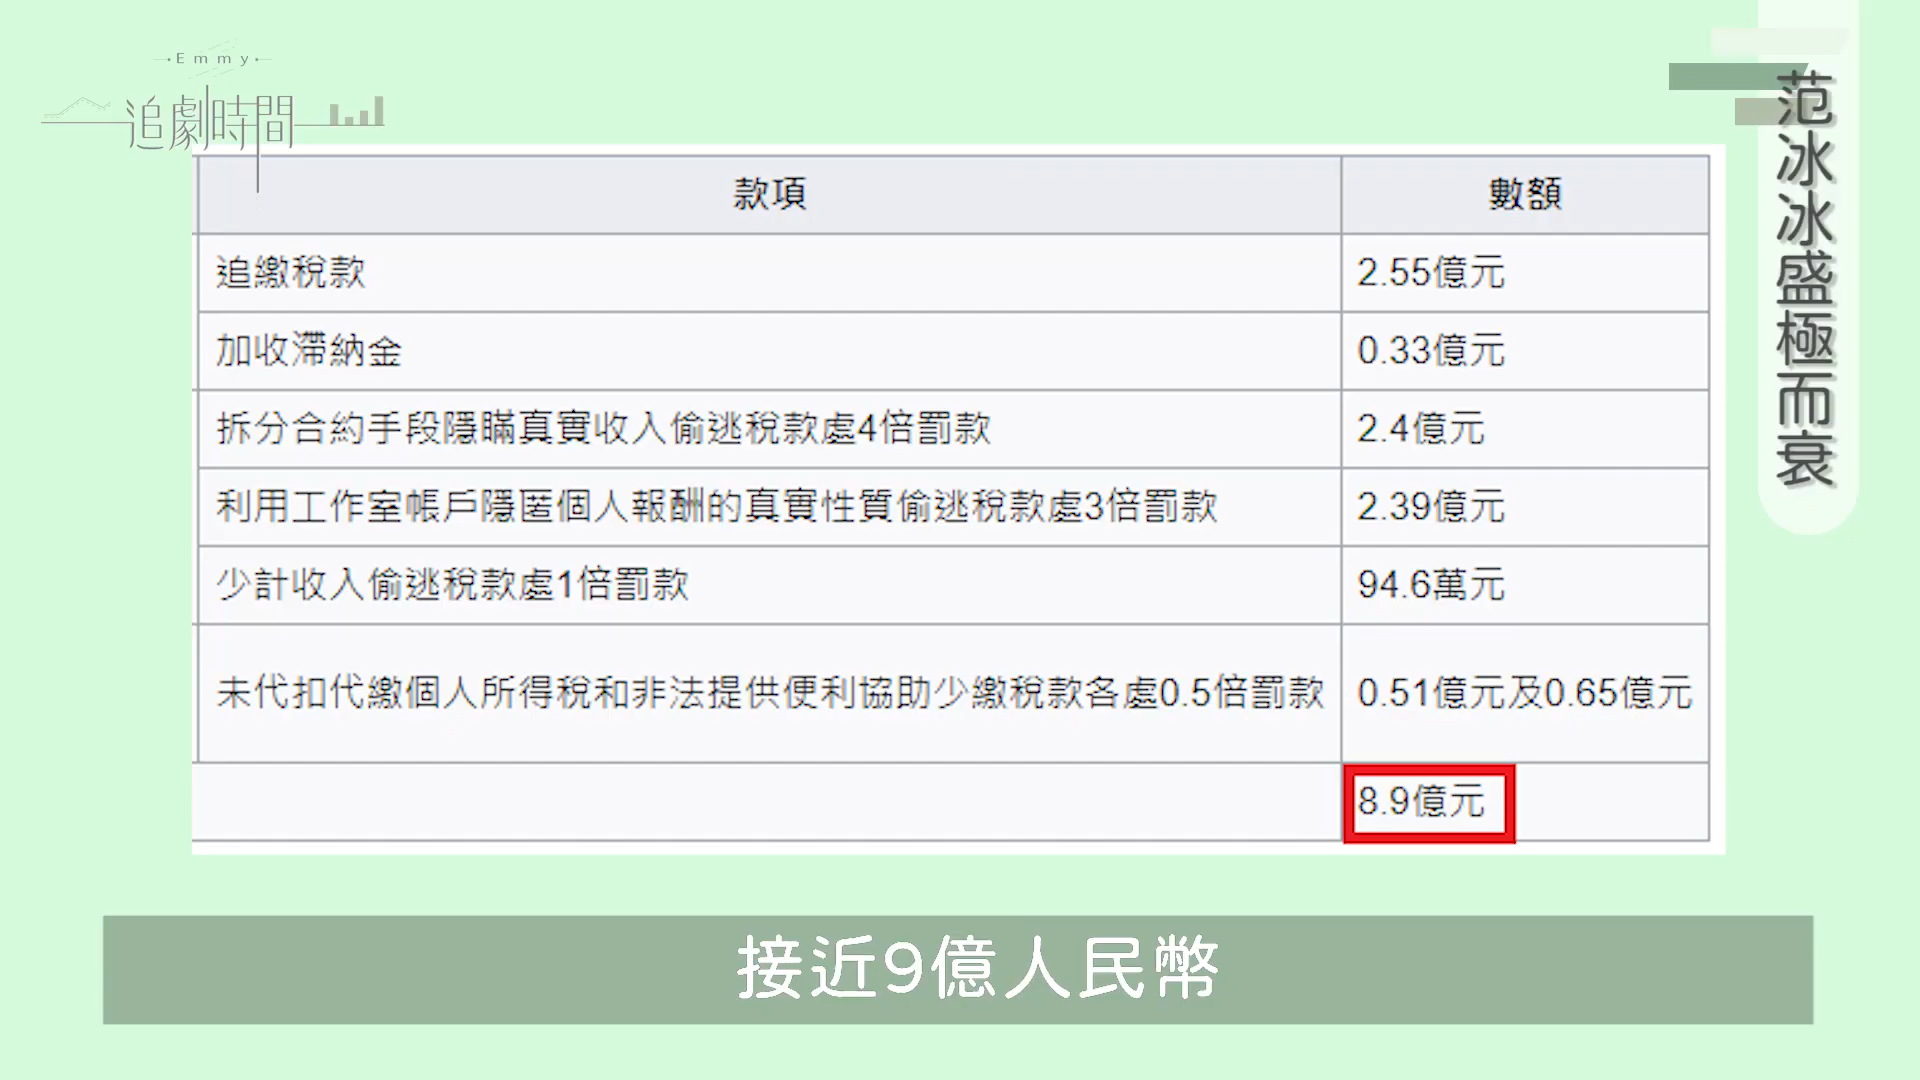 Emmy
追劇時間
范冰冰盛極而衰
款項 數額
追繳稅款 2.55億元
加收滯納金 0.33億元
拆分合約手段隱瞞真實收入偷逃稅款處4倍罰款 2.4億元
利用工作室帳戶隱匿個人報酬的真實性質偷逃稅款處3倍罰款 2.39億元
少計收入偷逃稅款處1倍罰款 94.6萬元
未代扣代繳個人所得稅和非法提供便利協助少繳稅款各處0.5倍罰款 0.51億元及0.65億元
8.9億元
接近9億人民幣